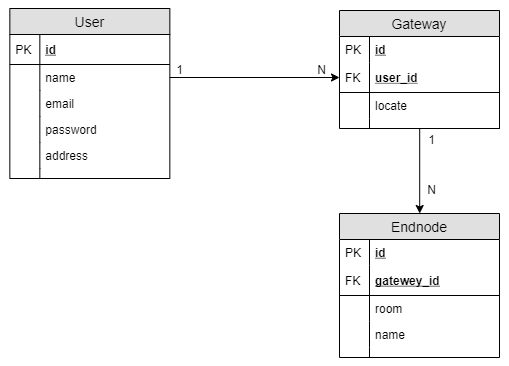 User
PK id
name
email
password
address
1 N
Gateway
PK id
FK user_id
locate
1
N
Endnode
PK id
FK gatewey_id
room
name